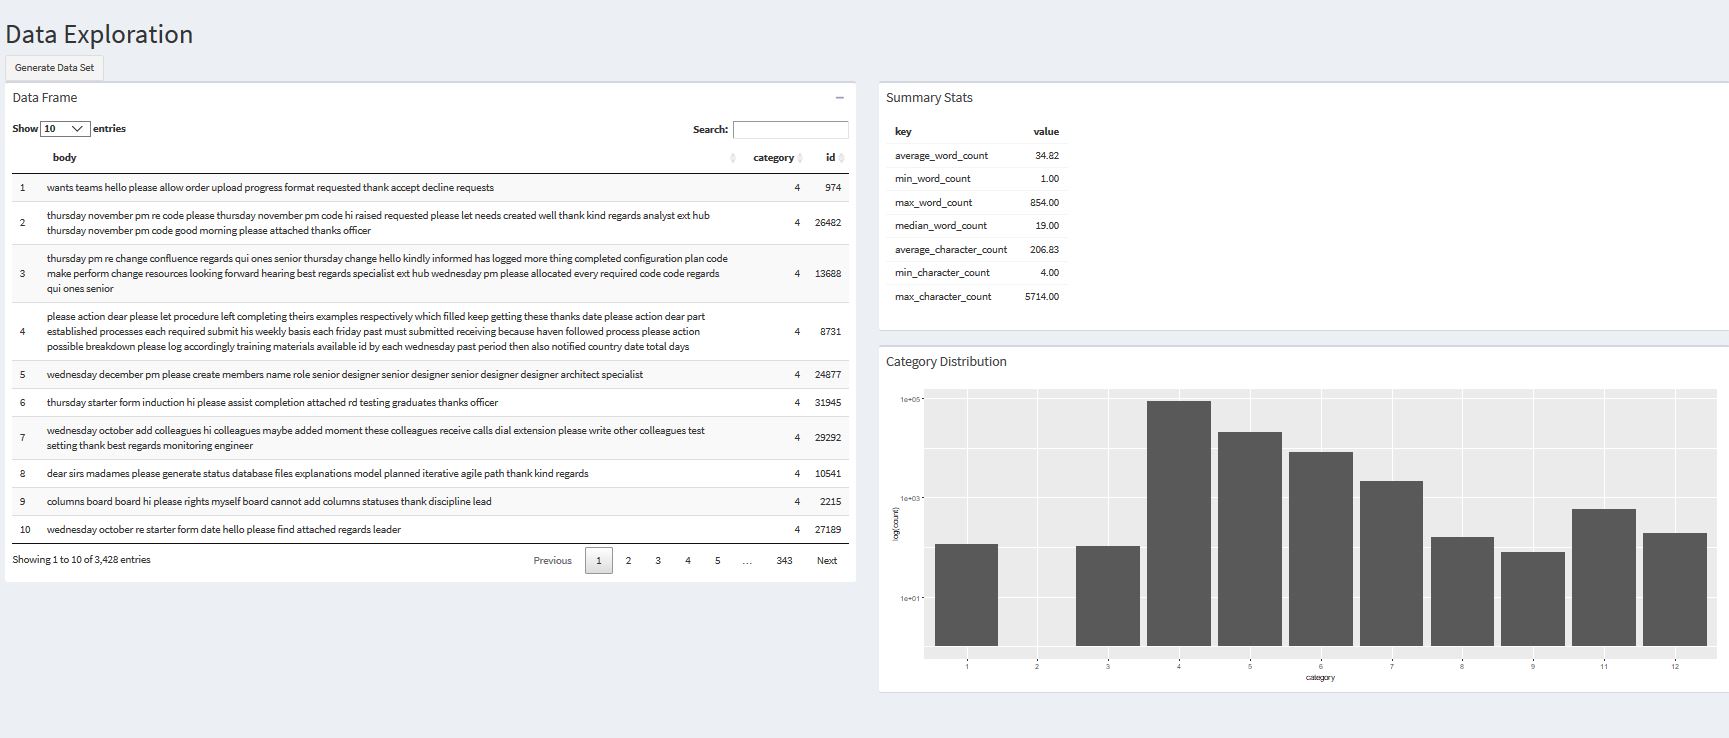 Data Exploration
Generate Data Set
Data Frame
Show 10 entries
Search:
body category id
1 wants teams hello please allow order upload progress format requested thank accept decline requests 4 974
2 thursday november pm re code please thursday november pm code hi raised requested please let needs created well thank kind regards analyst ext hub
thursday november pm code good morning please attached thanks officer 4 26482
3 thursday pm re change confluence regards qui ones senior thursday change hello kindly informed has logged more thing completed configuration plan code
make perform change resources looking forward hearing best regards specialist ext hub wednesday pm please allocated every required code code regards
qui ones senior 4 13688
4 please action dear please let procedure left completing theirs examples respectively which filled keep getting these thanks date please action dear part
established processes each required submit his weekly basis each friday past must submitted receiving because haven followed process please action
possible breakdown please log accordingly training materials available id by each wednesday past period then also notified country date total days 4 8731
5 wednesday december pm please create members name role senior designer senior designer senior designer designer architect specialist 4 24877
6 thursday starter form induction hi please assist completion attached rd testing graduates thanks officer 4 31945
7 wednesday october add colleagues hi colleagues maybe added moment these colleagues receive calls dial extension please write other colleagues test
setting thank best regards monitoring engineer 4 29292
8 dear sirs madames please generate status database files explanations model planned iterative agile path thank kind regards 4 10541
9 columns board board hi please rights myself board cannot add columns statuses thank discipline lead 4 2215
10 wednesday october re starter form date hello please find attached regards leader 4 27189
Showing 1 to 10 of 3,428 entries
Previous 1 2 3 4 5 ... 343 Next
Summary Stats
key value
average_word_count 34.82
min_word_count 1.00
max_word_count 854.00
median_word_count 19.00
average_character_count 206.83
min_character_count 4.00
max_character_count 5714.00
Category Distribution
1e+05
1e+03
1e+01
log(count)
1 2 3 4 5 6 7 8 9 11 12
category